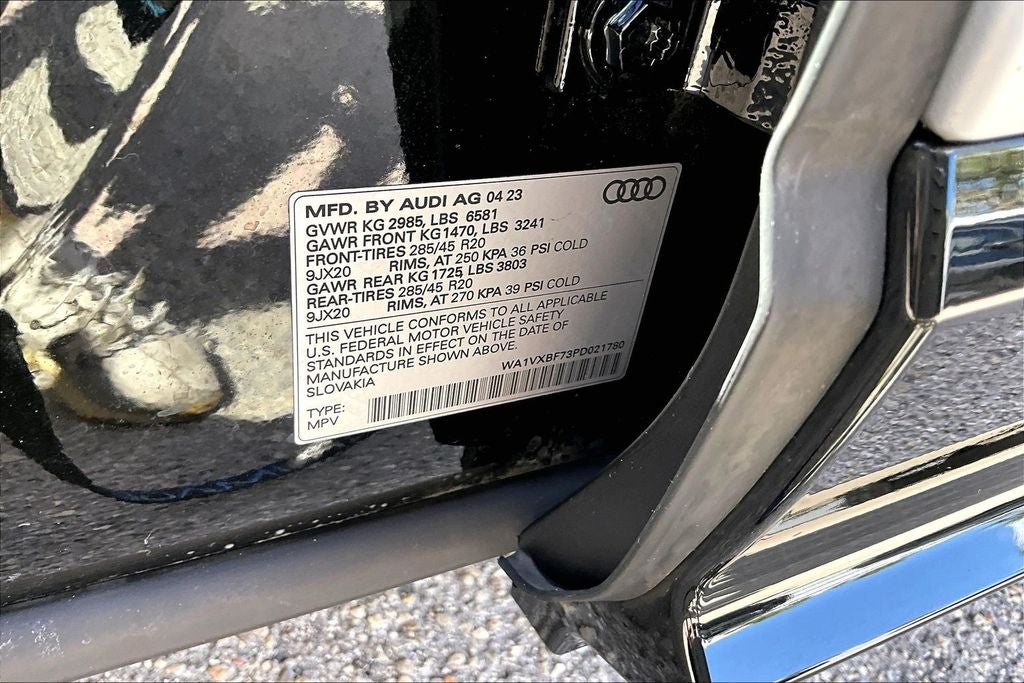 MFD. BY AUDI AG 04 23
GVWR KG 2985, LBS 6581
GAWR FRONT KG1470, LBS 3241
FRONT-TIRES 285/45 R20
9JX20 RIMS, AT 250 KPA 36 PSI COLD
GAWR REAR KG 1725, LBS 3803
REAR-TIRES 285/45 R20
9JX20 RIMS, AT 270 KPA 39 PSI COLD
THIS VEHICLE CONFORMS TO ALL APPLICABLE
U.S. FEDERAL MOTOR VEHICLE SAFETY
STANDARDS IN EFFECT ON THE DATE OF
MANUFACTURE SHOWN ABOVE.
SLOVAKIA WA1VXBF73PD021780
TYPE:
MPV